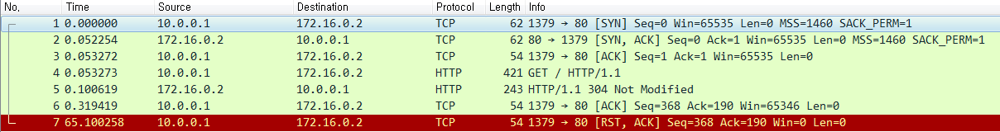 No. Time Source Destination Protocol Length Info
1 0.000000 10.0.0.1 172.16.0.2 TCP 62 1379 → 80 [SYN] Seq=0 Win=65535 Len=0 MSS=1460 SACK_PERM=1
2 0.052254 172.16.0.2 10.0.0.1 TCP 62 80 → 1379 [SYN, ACK] Seq=0 Ack=1 Win=65535 Len=0 MSS=1460 SACK_PERM=1
3 0.053272 10.0.0.1 172.16.0.2 TCP 54 1379 → 80 [ACK] Seq=1 Ack=1 Win=65535 Len=0
4 0.053273 10.0.0.1 172.16.0.2 HTTP 421 GET / HTTP/1.1
5 0.100619 172.16.0.2 10.0.0.1 HTTP 243 HTTP/1.1 304 Not Modified
6 0.319419 10.0.0.1 172.16.0.2 TCP 54 1379 → 80 [ACK] Seq=368 Ack=190 Win=65346 Len=0
7 65.100258 10.0.0.1 172.16.0.2 TCP 54 1379 → 80 [RST, ACK] Seq=368 Ack=190 Win=0 Len=0